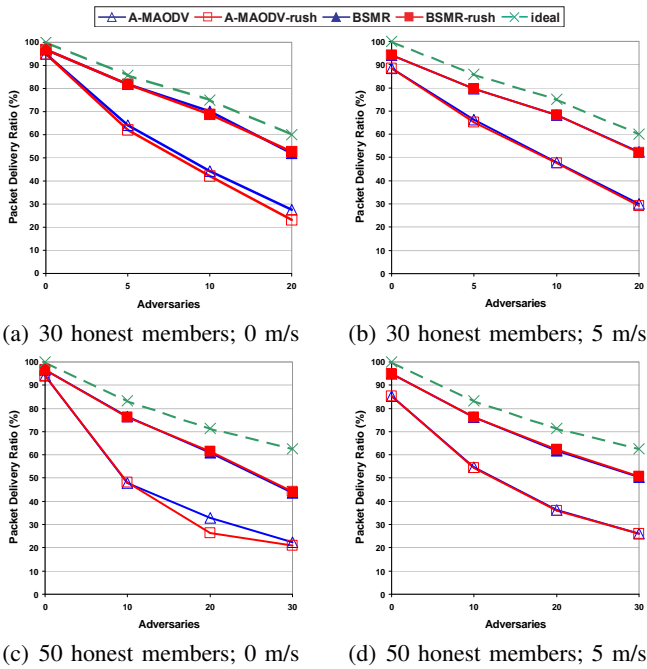 A-MAODV A-MAODV-rush BSMR BSMR-rush ideal
100
90
80
70
60
50
40
30
20
10
0
Packet Delivery Ratio (%)
0 5 10 20
Adversaries
100
90
80
70
60
50
40
30
20
10
0
Packet Delivery Ratio (%)
0 5 10 20
Adversaries
(a) 30 honest members; 0 m/s
(b) 30 honest members; 5 m/s
100
90
80
70
60
50
40
30
20
10
0
Packet Delivery Ratio (%)
0 10 20 30
Adversaries
100
90
80
70
60
50
40
30
20
10
0
Packet Delivery Ratio (%)
0 10 20 30
Adversaries
(c) 50 honest members; 0 m/s
(d) 50 honest members; 5 m/s